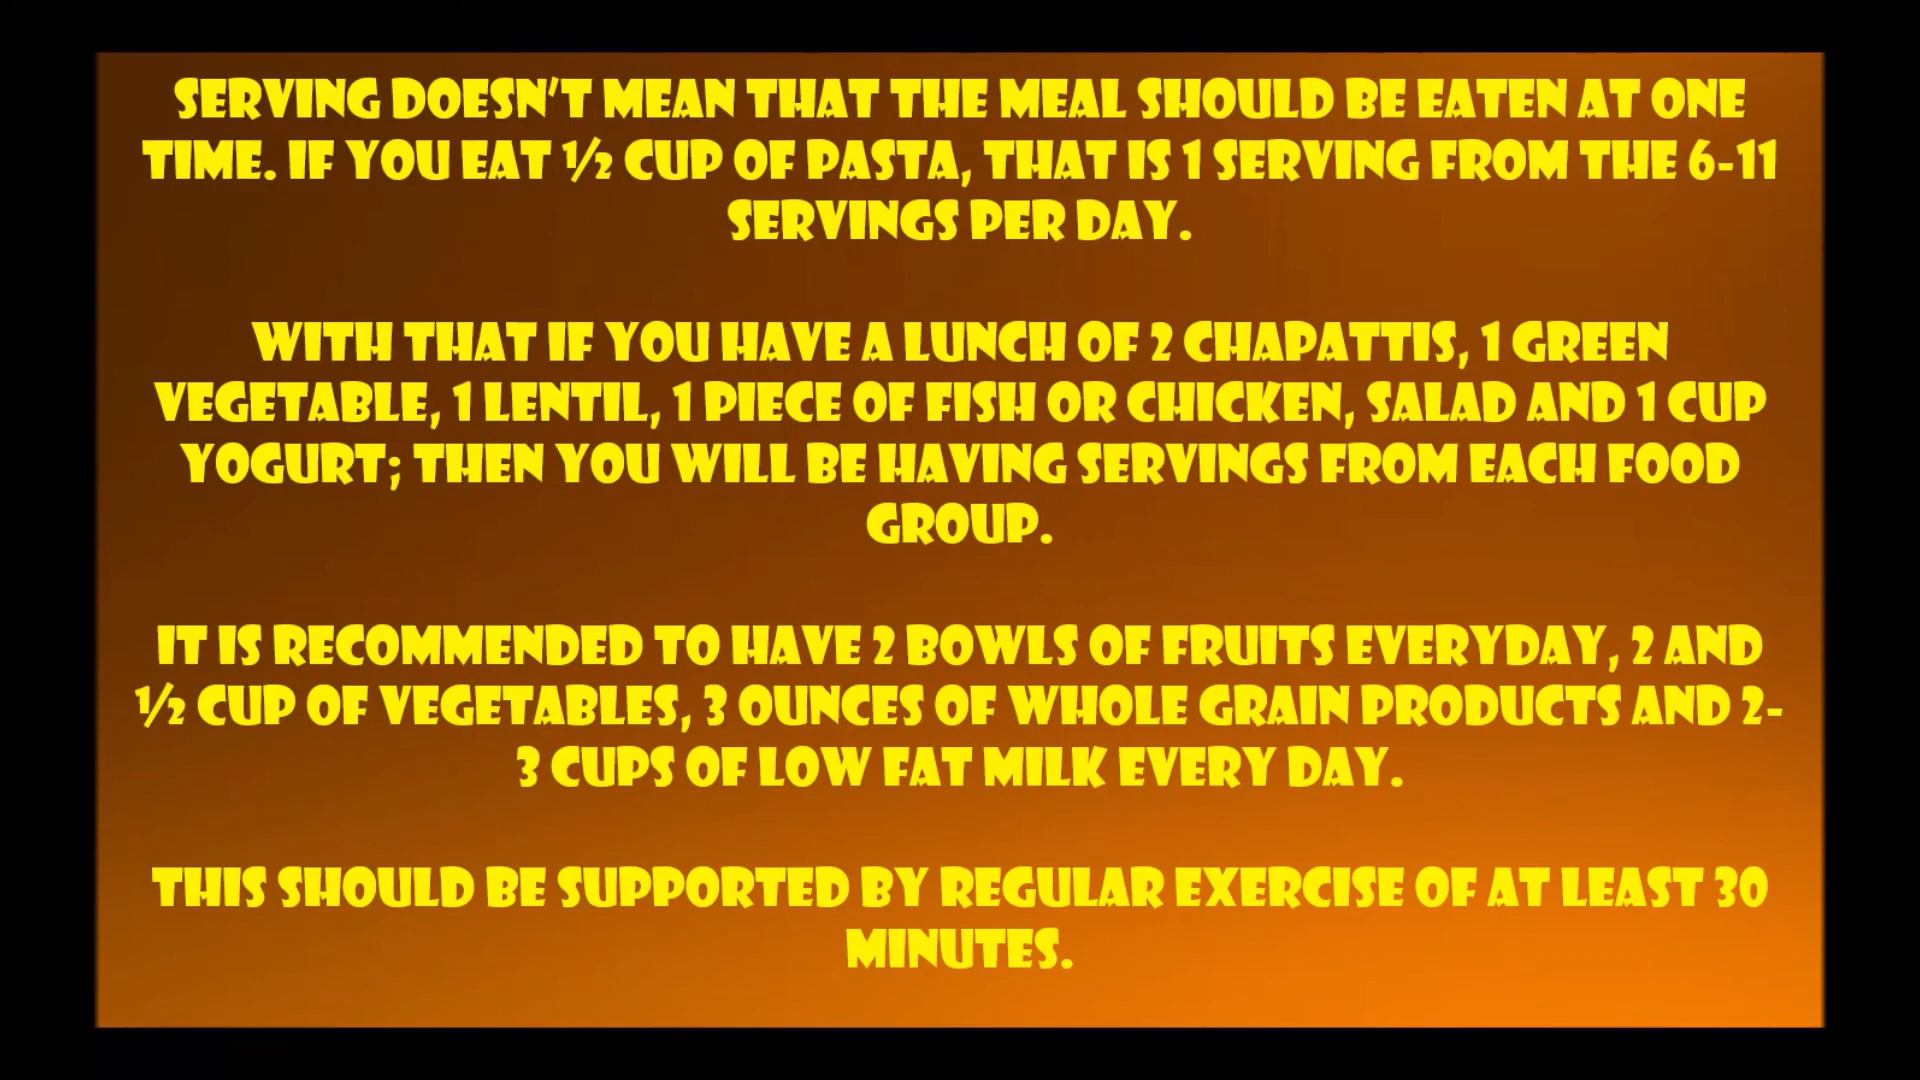 SERVING DOESN'T MEAN THAT THE MEAL SHOULD BE EATEN AT ONE
TIME. IF YOU EAT ½ CUP OF PASTA, THAT IS 1 SERVING FROM THE 6-11
SERVINGS PER DAY.
WITH THAT IF YOU HAVE A LUNCH OF 2 CHAPATTIS, 1 GREEN
VEGETABLE, 1 LENTIL, 1 PIECE OF FISH OR CHICKEN, SALAD AND 1 CUP
YOGURT; THEN YOU WILL BE HAVING SERVINGS FROM EACH FOOD
GROUP.
IT IS RECOMMENDED TO HAVE 2 BOWLS OF FRUITS EVERYDAY, 2 AND
½ CUP OF VEGETABLES, 3 OUNCES OF WHOLE GRAIN PRODUCTS AND 2-
3 CUPS OF LOW FAT MILK EVERY DAY.
THIS SHOULD BE SUPPORTED BY REGULAR EXERCISE OF AT LEAST 30
MINUTES.